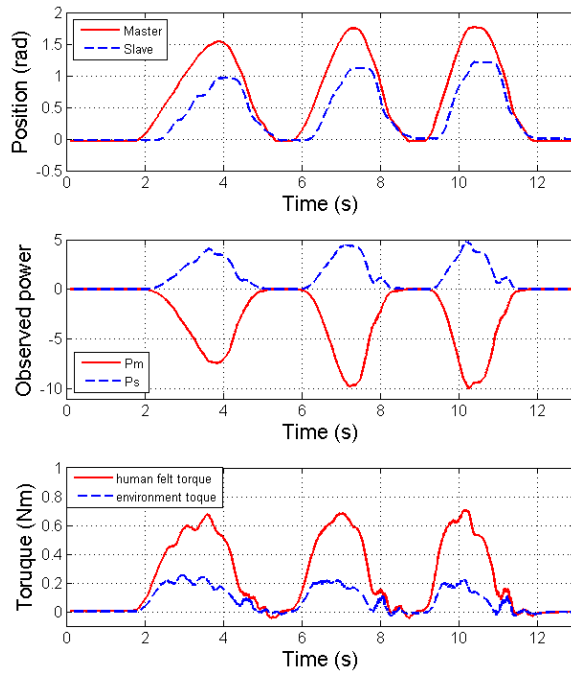 2
1.5
1
0.5
0
-0.5
Position (rad)
Master
Slave
0 2 4 6 8 10 12
Time (s)
5
0
-5
-10
Observed power
Pm
Ps
0 2 4 6 8 10 12
Time (s)
1
0.8
0.6
0.4
0.2
0
Toruque (Nm)
human felt torque
environment toque
0 2 4 6 8 10 12
Time (s)